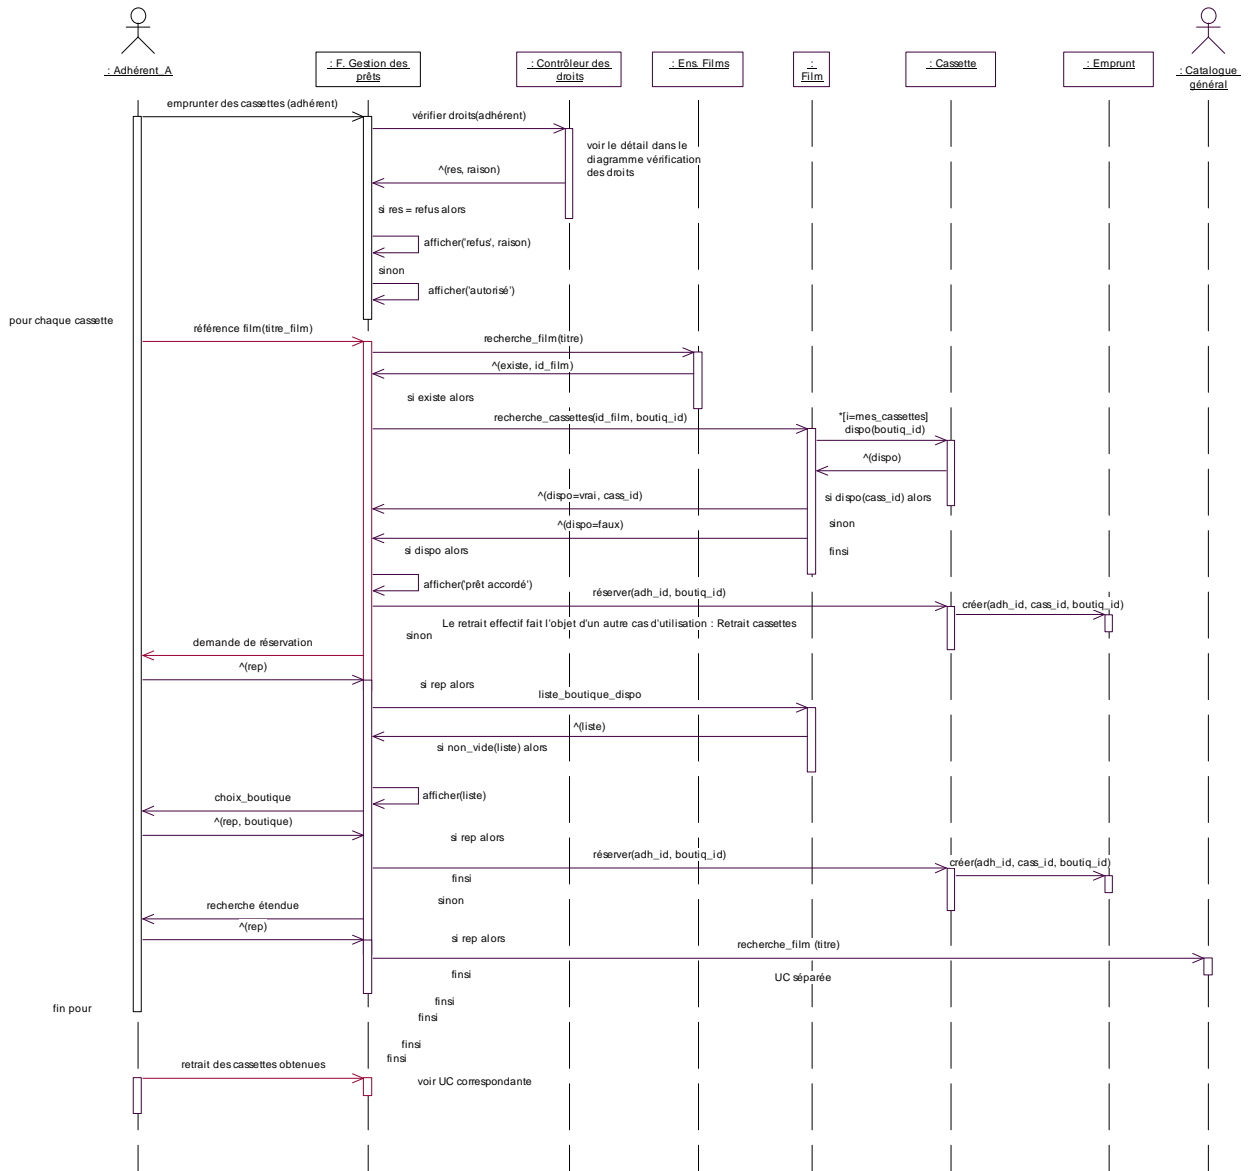 : Adhérent_A
: F. Gestion des
prêts
: Contrôleur des
droits
: Ens. Films
:
Film
: Cassette
: Emprunt
: Catalogue
général
emprunter des cassettes (adhérent)
vérifier droits(adhérent)
voir le détail dans le
diagramme vérification
des droits
^(res, raison)
si res = refus alors
afficher('refus', raison)
sinon
afficher('autorisé')
pour chaque cassette
référence film(titre_film)
recherche_film(titre)
^(existe, id_film)
si existe alors
recherche_cassettes(id_film, boutiq_id)
*[i=mes_cassettes]
dispo(boutiq_id)
^(dispo)
^(dispo=vrai, cass_id)
si dispo(cass_id) alors
^(dispo=faux)
sinon
si dispo alors
finsi
afficher('prêt accordé')
réserver(adh_id, boutiq_id)
créer(adh_id, cass_id, boutiq_id)
Le retrait effectif fait l'objet d'un autre cas d'utilisation : Retrait cassettes
sinon
demande de réservation
^(rep)
si rep alors
liste_boutique_dispo
^(liste)
si non_vide(liste) alors
afficher(liste)
choix_boutique
^(rep, boutique)
si rep alors
réserver(adh_id, boutiq_id)
créer(adh_id, cass_id, boutiq_id)
finsi
sinon
recherche étendue
^(rep)
si rep alors
recherche_film (titre)
finsi
UC séparée
finsi
fin pour
finsi
finsi
finsi
retrait des cassettes obtenues
voir UC correspondante